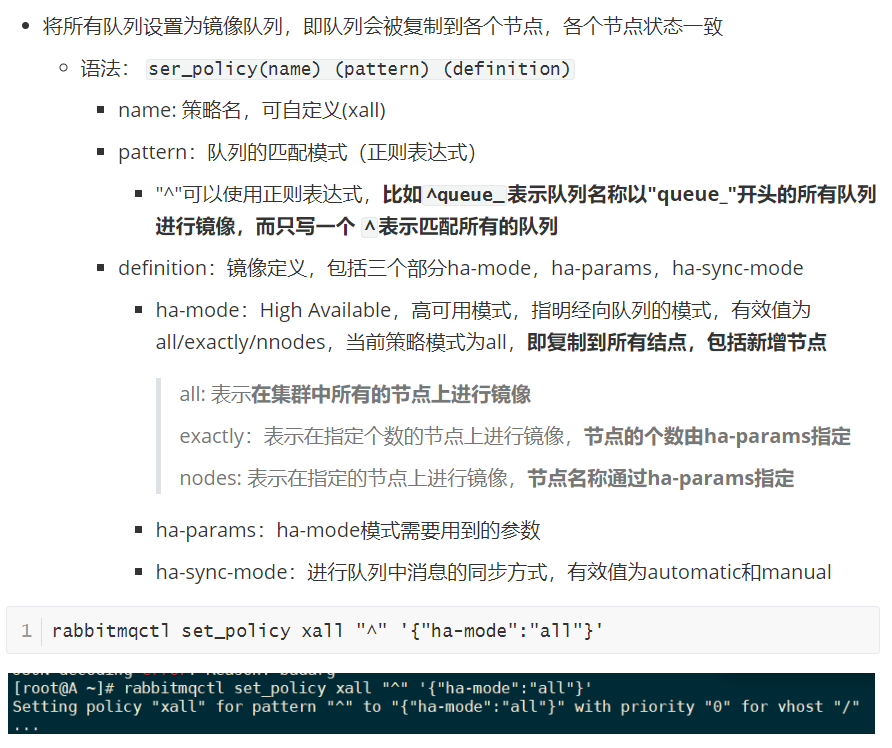 将所有队列设置为镜像队列，即队列会被复制到各个节点，各个节点状态一致
语法： ser_policy(name) (pattern) (definition)
name: 策略名，可自定义(xall)
pattern：队列的匹配模式（正则表达式）
"^"可以使用正则表达式，比如^queue_表示队列名称以"queue_"开头的所有队列
进行镜像，而只写一个 ^表示匹配所有的队列
definition：镜像定义，包括三个部分ha-mode，ha-params，ha-sync-mode
ha-mode：High Available，高可用模式，指明经向队列的模式，有效值为
all/exactly/nnodes，当前策略模式为all，即复制到所有结点，包括新增节点
all: 表示在集群中所有的节点上进行镜像
exactly：表示在指定个数的节点上进行镜像，节点的个数由ha-params指定
nodes: 表示在指定的节点上进行镜像，节点名称通过ha-params指定
ha-params：ha-mode模式需要用到的参数
ha-sync-mode：进行队列中消息的同步方式，有效值为automatic和manual
1 rabbitmqctl set_policy xall "^" '{"ha-mode":"all"}'
JSON decoding error. Reason: badarg
[root@A ~]# rabbitmqctl set_policy xall "^" '{"ha-mode":"all"}'
Setting policy "xall" for pattern "^" to "{"ha-mode":"all"}" with priority "0" for vhost "/"
...